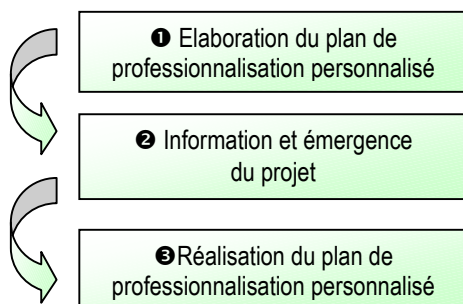 ❶ Elaboration du plan de
professionnalisation personnalisé
❷ Information et émergence
du projet
❸Réalisation du plan de
professionnalisation personnalisé